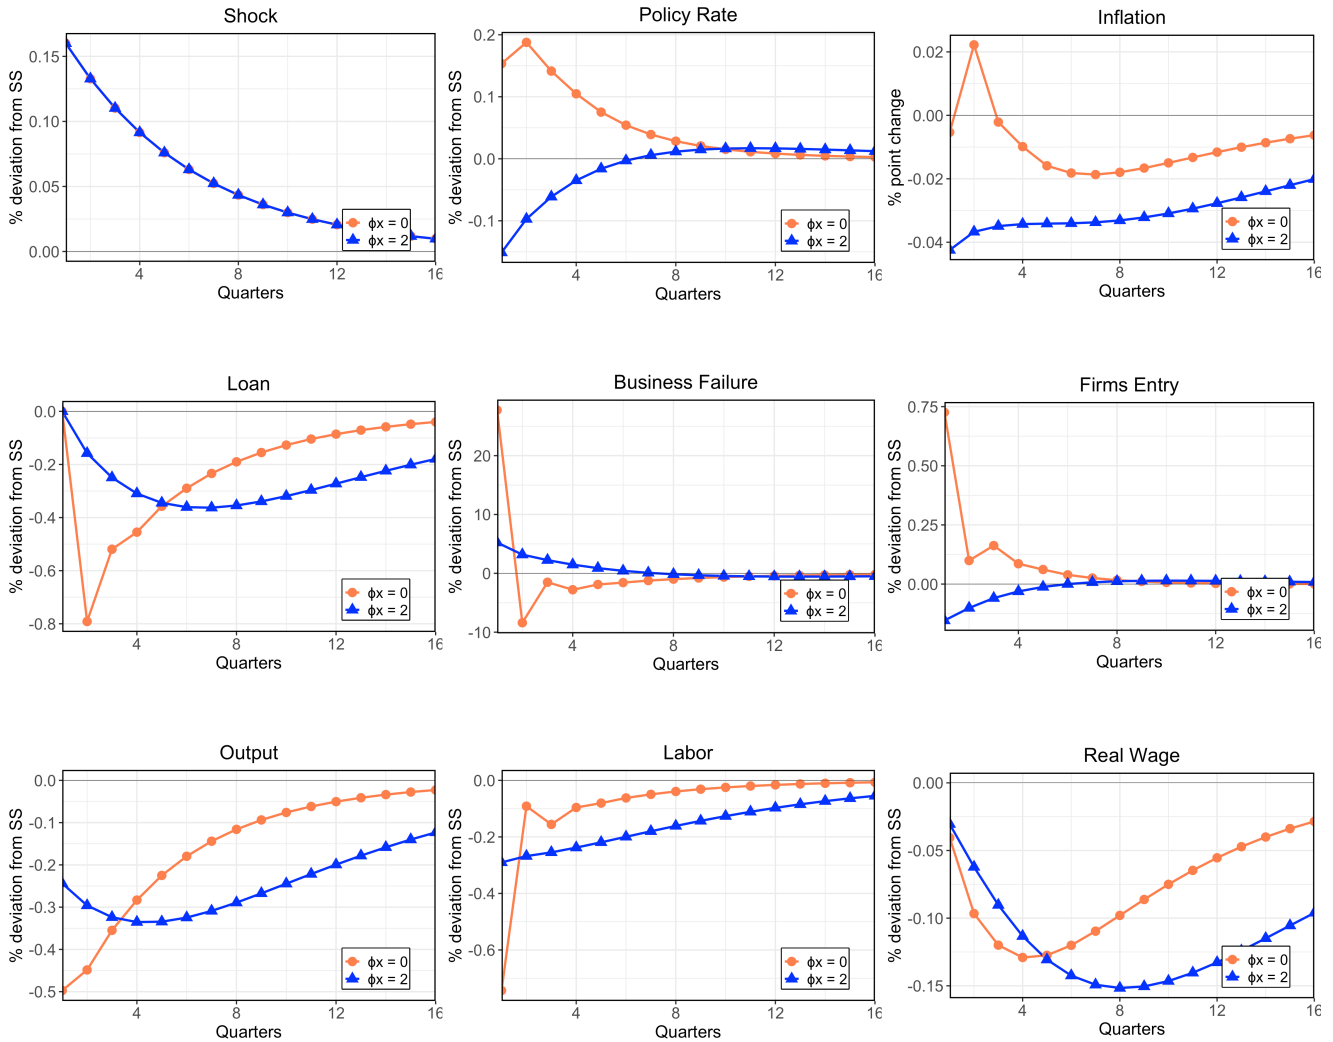 Shock
% deviation from SS
0.15
0.10
0.05
0.00
ϕx = 0
ϕx = 2
4
8
12
16
Quarters
Policy Rate
% deviation from SS
0.2
0.1
0.0
-0.1
ϕx = 0
ϕx = 2
4
8
12
16
Quarters
Inflation
% point change
0.02
0.00
-0.02
-0.04
ϕx = 0
ϕx = 2
4
8
12
16
Quarters
Loan
% deviation from SS
0.0
-0.2
-0.4
-0.6
-0.8
ϕx = 0
ϕx = 2
4
8
12
16
Quarters
Business Failure
% deviation from SS
20
10
0
-10
ϕx = 0
ϕx = 2
4
8
12
16
Quarters
Firms Entry
% deviation from SS
0.75
0.50
0.25
0.00
ϕx = 0
ϕx = 2
4
8
12
16
Quarters
Output
% deviation from SS
0.0
-0.1
-0.2
-0.3
-0.4
-0.5
ϕx = 0
ϕx = 2
4
8
12
16
Quarters
Labor
% deviation from SS
0.0
-0.2
-0.4
-0.6
ϕx = 0
ϕx = 2
4
8
12
16
Quarters
Real Wage
% deviation from SS
0.00
-0.05
-0.10
-0.15
ϕx = 0
ϕx = 2
4
8
12
16
Quarters